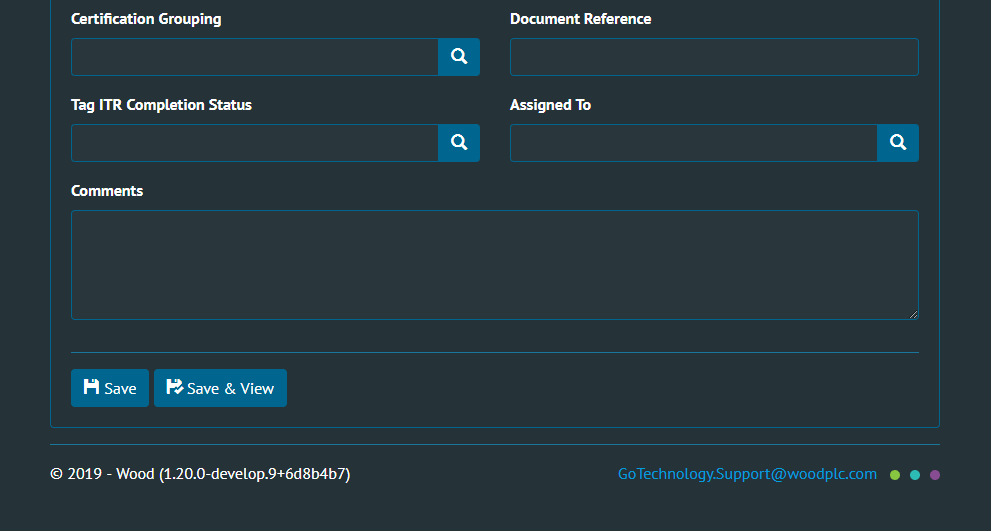 Certification Grouping
Document Reference
Tag ITR Completion Status
Assigned To
Comments
Save
Save & View
© 2019 - Wood (1.20.0-develop.9+6d8b4b7)
GoTechnology.Support@woodplc.com